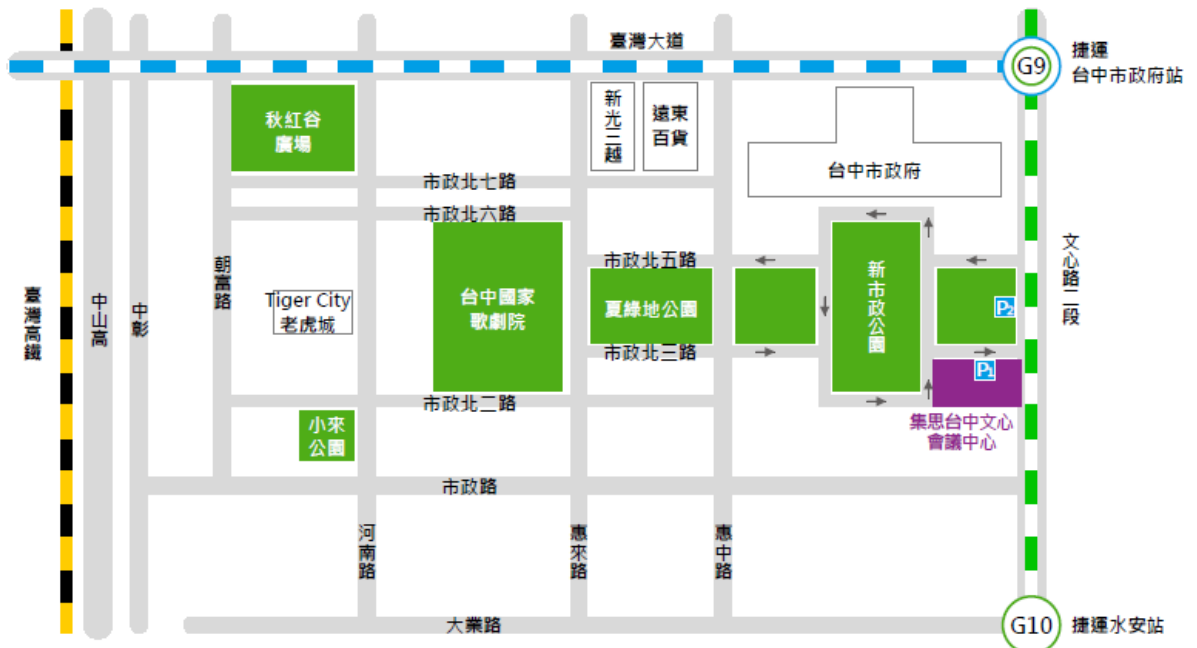 臺灣大道
G9
捷運
台中市政府站
秋紅谷
廣場
新光三越
遠東
百貨
台中市政府
市政北七路
市政北六路
文心路二段
朝富路
市政北五路
新市政公園
臺灣高鐵
中山高
中彰
Tiger City
老虎城
台中國家
歌劇院
夏綠地公園
P2
市政北三路
P1
市政北二路
小來
公園
集思台中文心
會議中心
市政路
河南路
惠來路
惠中路
大業路
G10
捷運水安站